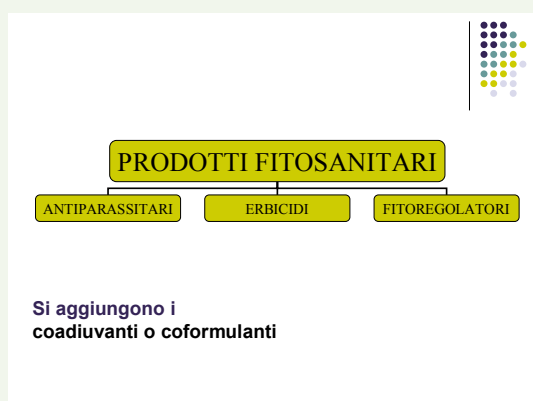 PRODOTTI FITOSANITARI
ANTIPARASSITARI
ERBICIDI
FITOREGOLATORI
Si aggiungono i
coadiuvanti o coformulanti